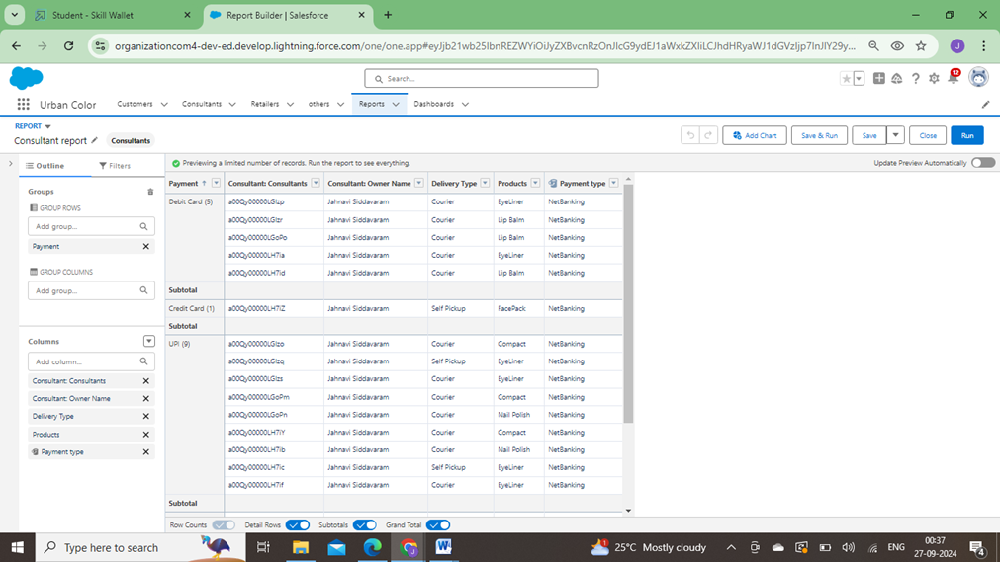 Student - Skill Wallet
Report Builder | Salesforce
organizationcom4-dev-ed.develop.lightning.force.com/one/one.app#
Search...
12
Urban Color
Customers
Consultants
Retailers
others
Reports
Dashboards
REPORT
Consultant report
Consultants
Add Chart
Save & Run
Save
Close
Run
Outline
Filters
Previewing a limited number of records. Run the report to see everything.
Update Preview Automatically
Groups
GROUP ROWS
Add group...
Payment
GROUP COLUMNS
Add group...
Columns
Add column...
Consultant: Consultants
Consultant: Owner Name
Delivery Type
Products
Payment type
Payment Consultant: Consultants Consultant: Owner Name Delivery Type Products Payment type
Debit Card (5) a00Qy00000LGlzp Jahnavi Siddavaram Courier EyeLiner NetBanking
a00Qy00000LGlzr Jahnavi Siddavaram Courier Lip Balm NetBanking
a00Qy00000LGoPo Jahnavi Siddavaram Courier Lip Balm NetBanking
a00Qy00000LH7ia Jahnavi Siddavaram Courier EyeLiner NetBanking
a00Qy00000LH7id Jahnavi Siddavaram Courier Lip Balm NetBanking
Subtotal
Credit Card (1) a00Qy00000LH7iZ Jahnavi Siddavaram Self Pickup FacePack NetBanking
Subtotal
UPI (9) a00Qy00000LGlzo Jahnavi Siddavaram Courier Compact NetBanking
a00Qy00000LGlzq Jahnavi Siddavaram Self Pickup EyeLiner NetBanking
a00Qy00000LGlzs Jahnavi Siddavaram Courier EyeLiner NetBanking
a00Qy00000LGoPm Jahnavi Siddavaram Courier Compact NetBanking
a00Qy00000LGoPn Jahnavi Siddavaram Courier Nail Polish NetBanking
a00Qy00000LH7iY Jahnavi Siddavaram Courier Compact NetBanking
a00Qy00000LH7ib Jahnavi Siddavaram Courier Nail Polish NetBanking
a00Qy00000LH7ic Jahnavi Siddavaram Self Pickup EyeLiner NetBanking
a00Qy00000LH7if Jahnavi Siddavaram Courier EyeLiner NetBanking
Subtotal
Row Counts Detail Rows Subtotals Grand Total
Type here to search
25°C Mostly cloudy
ENG
00:37
27-09-2024
4